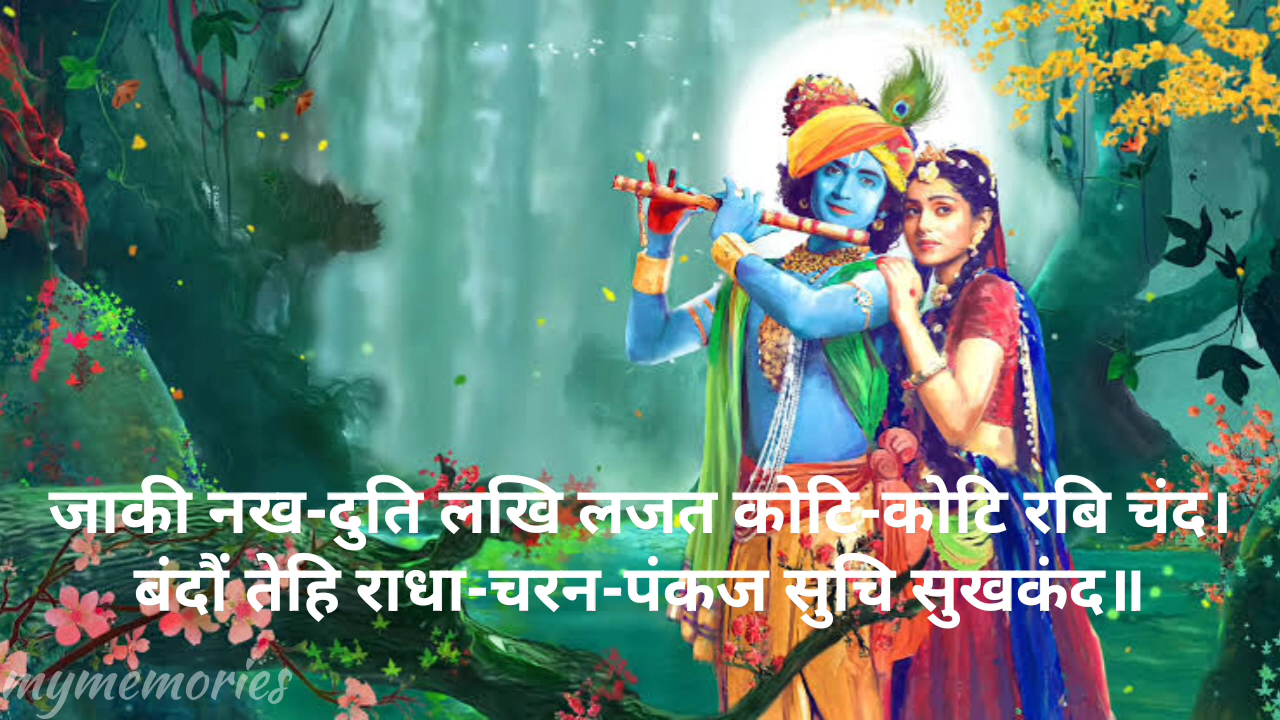 जाकी नख-दुति लखि लजत कोटि-कोटि रबि चंद।
बंदौं तेहि राधा-चरन-पंकज सुचि सुखकंद॥
mymemories